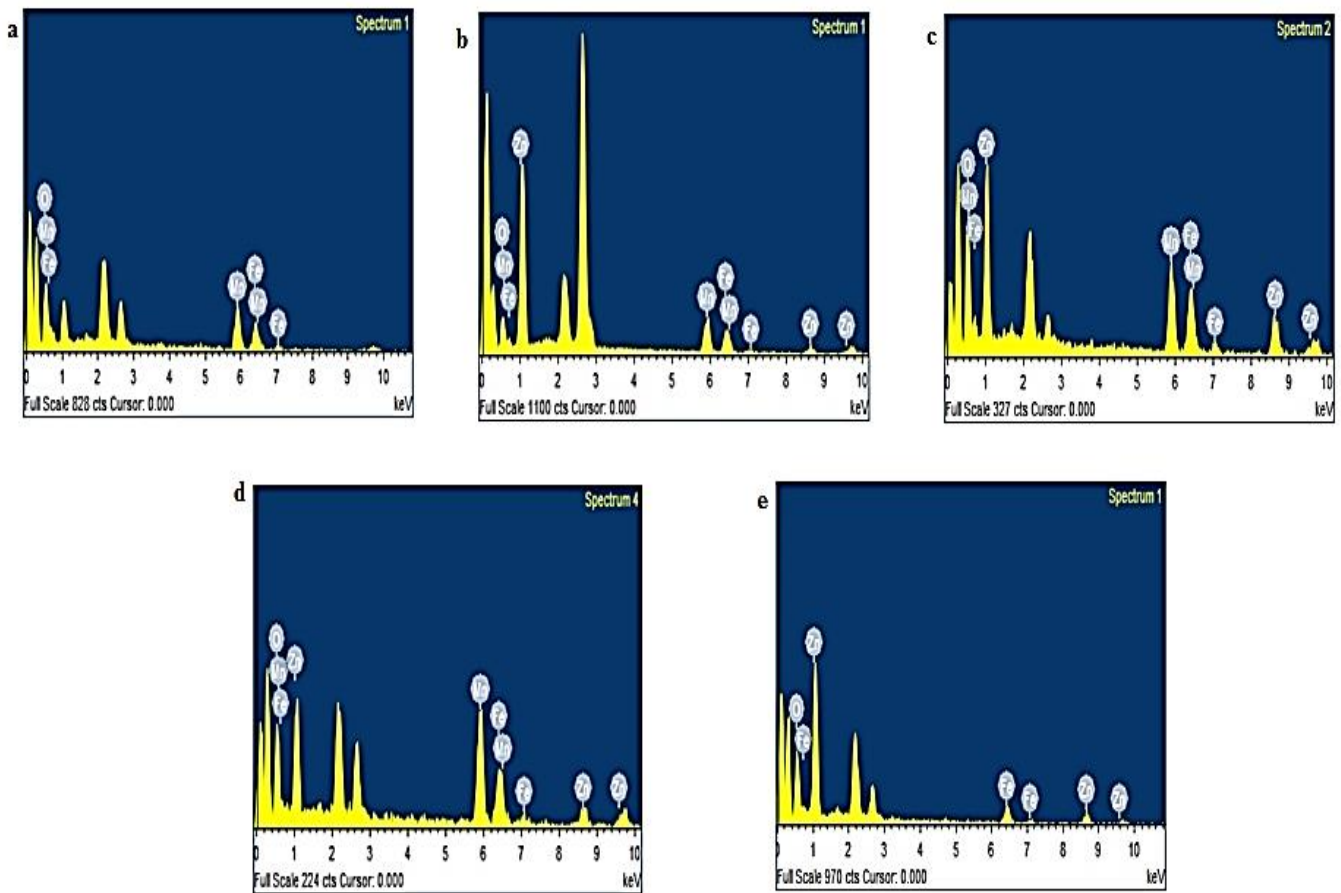 a
Spectrum 1
O
Mn
Fe
Mn
Fe
Mn
Fe
0 1 2 3 4 5 6 7 8 9 10
Full Scale 828 cts Cursor: 0.000 keV
b
Spectrum 1
Zn
O
Mn
Fe
Mn
Fe
Mn
Fe
Zn
Zn
0 1 2 3 4 5 6 7 8 9 10
Full Scale 1100 cts Cursor: 0.000 keV
c
Spectrum 2
O
Mn
Fe
Zn
Mn
Fe
Mn
Fe
Zn
Zn
0 1 2 3 4 5 6 7 8 9 10
Full Scale 327 cts Cursor: 0.000 keV
d
Spectrum 4
O
Mn
Fe
Zn
Mn
Fe
Mn
Fe
Zn
Zn
0 1 2 3 4 5 6 7 8 9 10
Full Scale 224 cts Cursor: 0.000 keV
e
Spectrum 1
Zn
O
Fe
Fe
Fe
Zn
Zn
0 1 2 3 4 5 6 7 8 9 10
Full Scale 970 cts Cursor: 0.000 keV